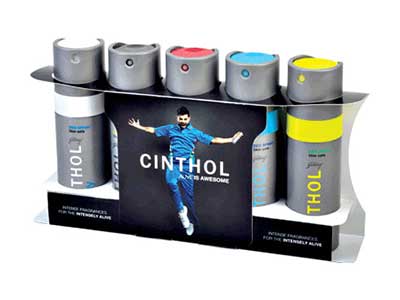 CINTHOL
ALIVE IS AWESOME
THOL
THOL
INTENSE FRAGRANCES
FOR THE INTENSELY ALIVE
INTENSE FRAGRANCES
FOR THE INTENSELY ALIVE